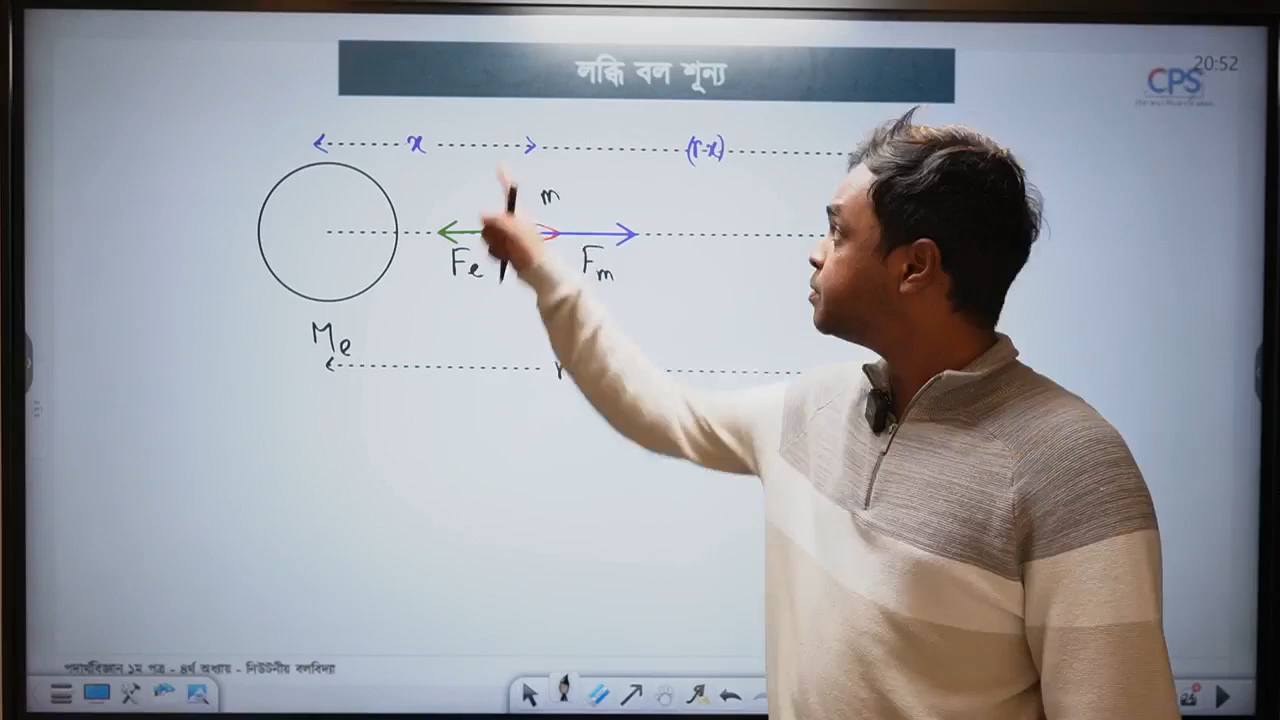 লব্ধি বল শূন্য
20:52
CPS
x
(r-x)
m
Fe
Fm
Me
r
পদার্থবিজ্ঞান ১ম পত্র - ৪র্থ অধ্যায় - নিউটনীয় বলবিদ্যা